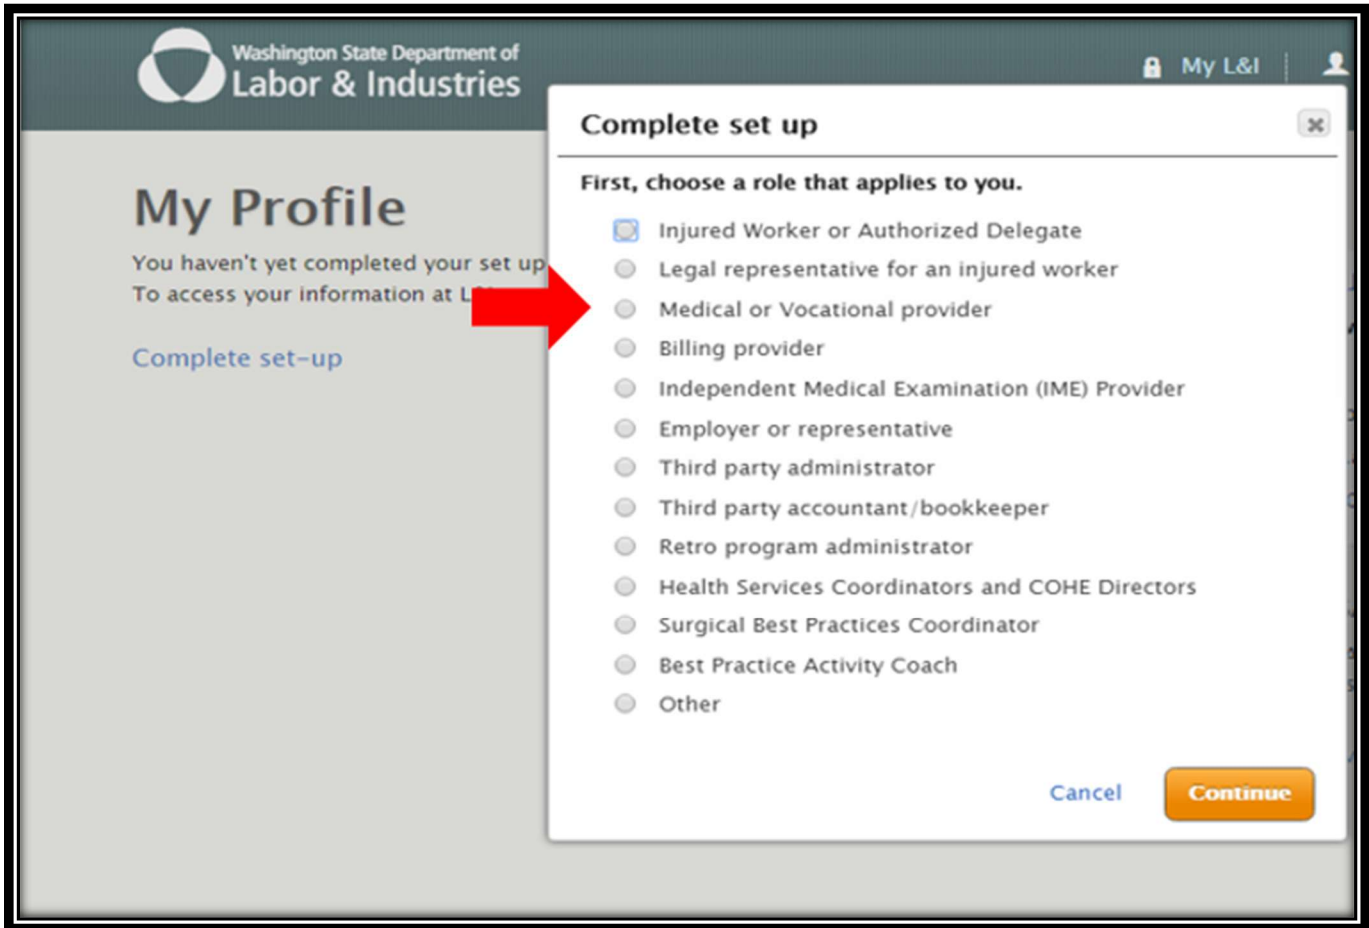 Washington State Department of
Labor & Industries
My L&I
My Profile
You haven't yet completed your set up
To access your information at
Complete set-up
Complete set up
First, choose a role that applies to you.
Injured Worker or Authorized Delegate
Legal representative for an injured worker
Medical or Vocational provider
Billing provider
Independent Medical Examination (IME) Provider
Employer or representative
Third party administrator
Third party accountant/bookkeeper
Retro program administrator
Health Services Coordinators and COHE Directors
Surgical Best Practices Coordinator
Best Practice Activity Coach
Other
Cancel
Continue